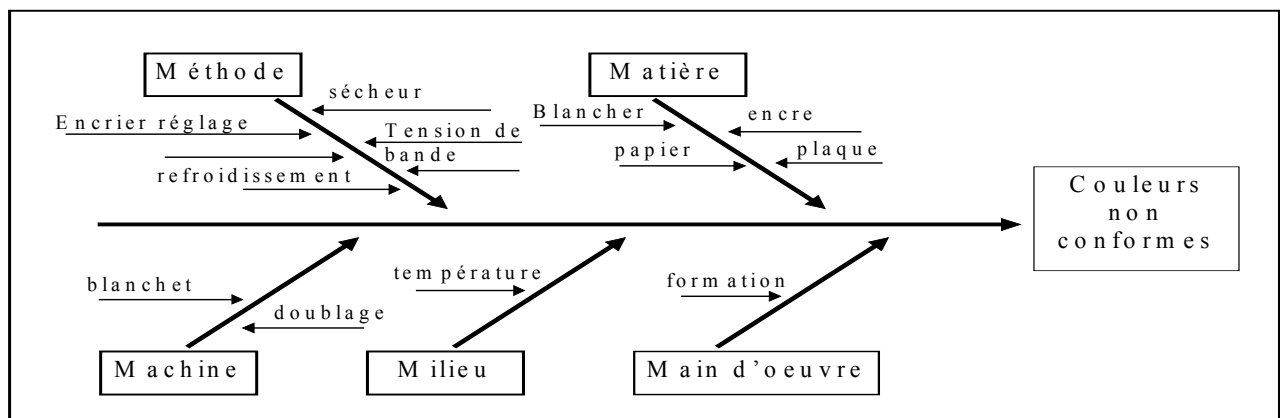 Méthode
Matière
sécheur
Blancher
encre
Encrier réglage
Tension de
bande
papier
plaque
refroidissement
Couleurs
non
conformes
blanchet
température
formation
doublage
Machine
Milieu
Main d'oeuvre